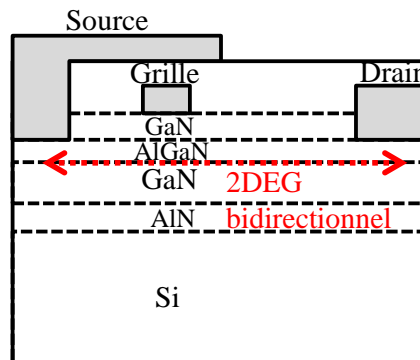 Source
Grille
Drain
GaN
AlGaN
GaN
2DEG
AlN
bidirectionnel
Si